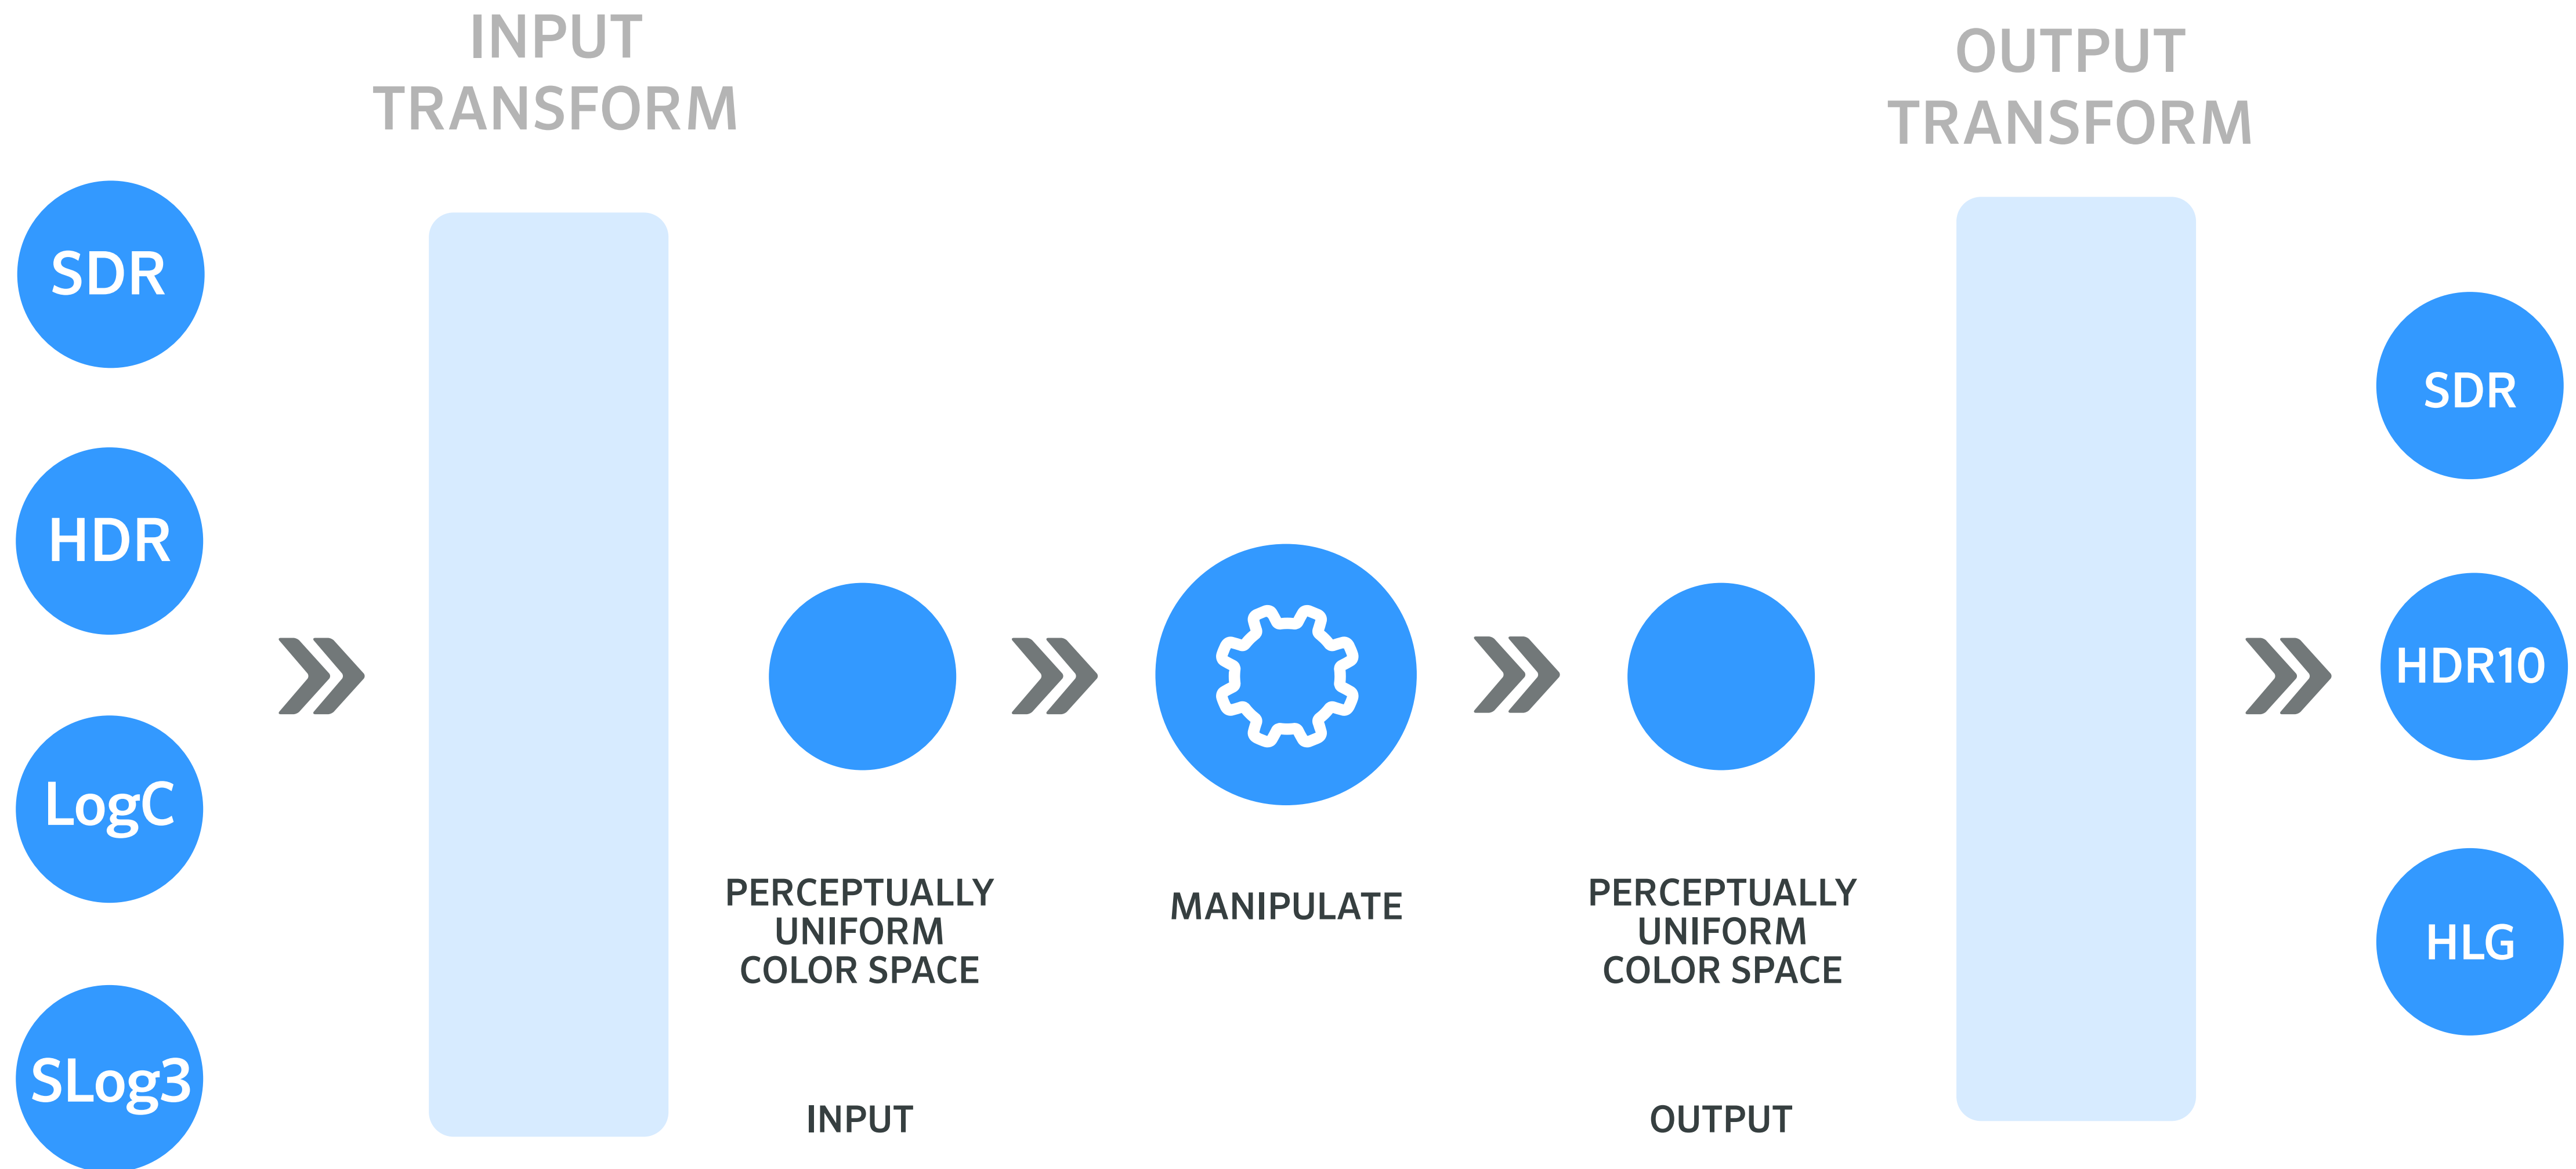 INPUT
TRANSFORM
OUTPUT
TRANSFORM
SDR
HDR
LogC
SLog3
PERCEPTUALLY
UNIFORM
COLOR SPACE
INPUT
MANIPULATE
PERCEPTUALLY
UNIFORM
COLOR SPACE
OUTPUT
SDR
HDR10
HLG